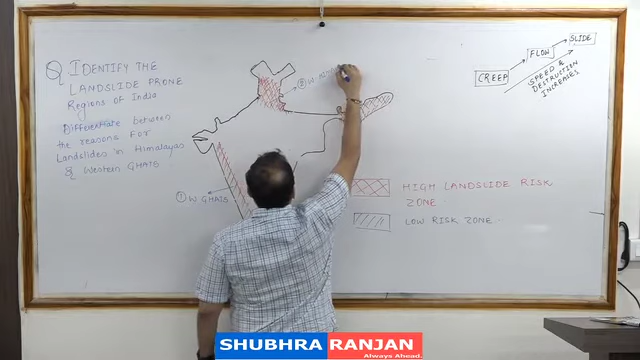 Q IDENTIFY THE
LANDSLIDE PRONE
Regions of India
Differentiate between
the reasons FOR
Landslides in Himalayas
& Western GHATS
② W
① W GHATS
CREEP
FLOW
SLIDE
SPEED &
DESTRUCTION
INCREASES
HIGH LANDSLIDE RISK
ZONE
LOW RISK ZONE
SHUBHRA RANJAN
Always Ahead.